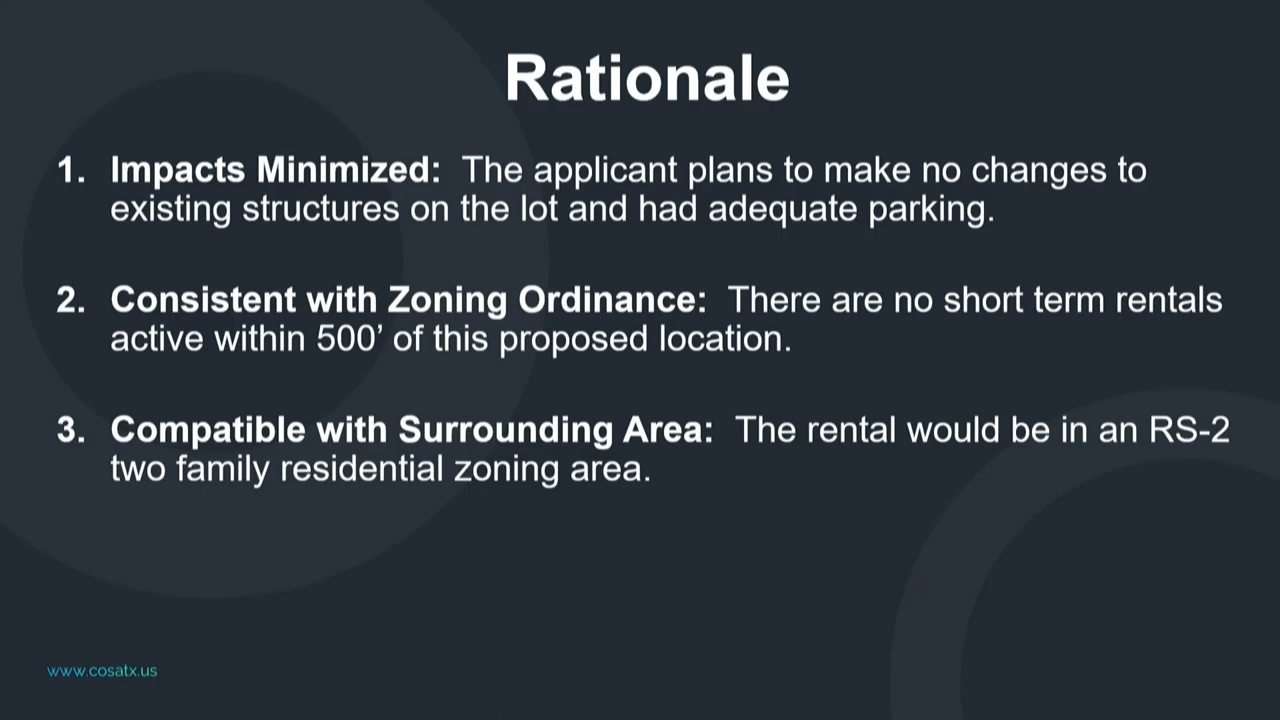 Rationale
1. Impacts Minimized: The applicant plans to make no changes to
existing structures on the lot and had adequate parking.
2. Consistent with Zoning Ordinance: There are no short term rentals
active within 500’ of this proposed location.
3. Compatible with Surrounding Area: The rental would be in an RS-2
two family residential zoning area.
www.cosatx.us